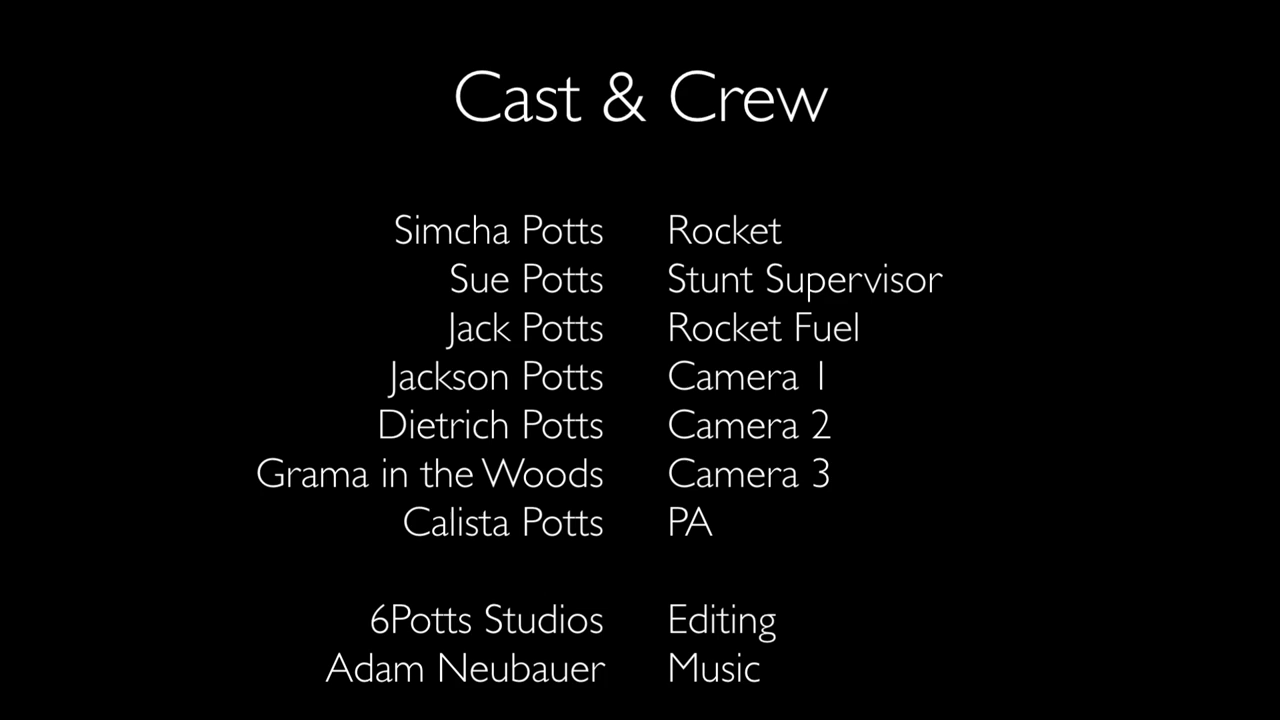 Cast & Crew
Simcha Potts Rocket
Sue Potts Stunt Supervisor
Jack Potts Rocket Fuel
Jackson Potts Camera 1
Dietrich Potts Camera 2
Grama in the Woods Camera 3
Calista Potts PA
6Potts Studios Editing
Adam Neubauer Music